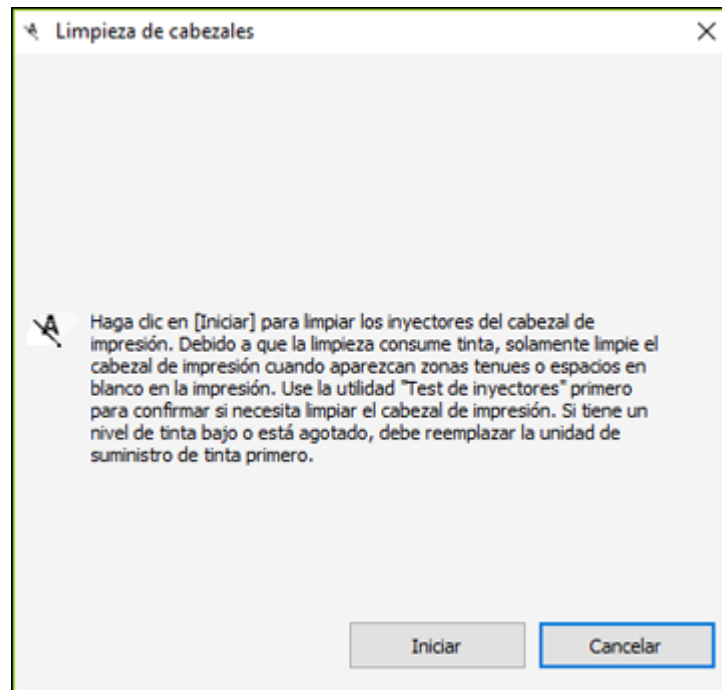 Limpieza de cabezales
Haga clic en [Iniciar] para limpiar los inyectores del cabezal de
impresión. Debido a que la limpieza consume tinta, solamente limpie el
cabezal de impresión cuando aparezcan zonas tenues o espacios en
blanco en la impresión. Use la utilidad "Test de inyectores" primero
para confirmar si necesita limpiar el cabezal de impresión. Si tiene un
nivel de tinta bajo o está agotado, debe reemplazar la unidad de
suministro de tinta primero.
Iniciar
Cancelar